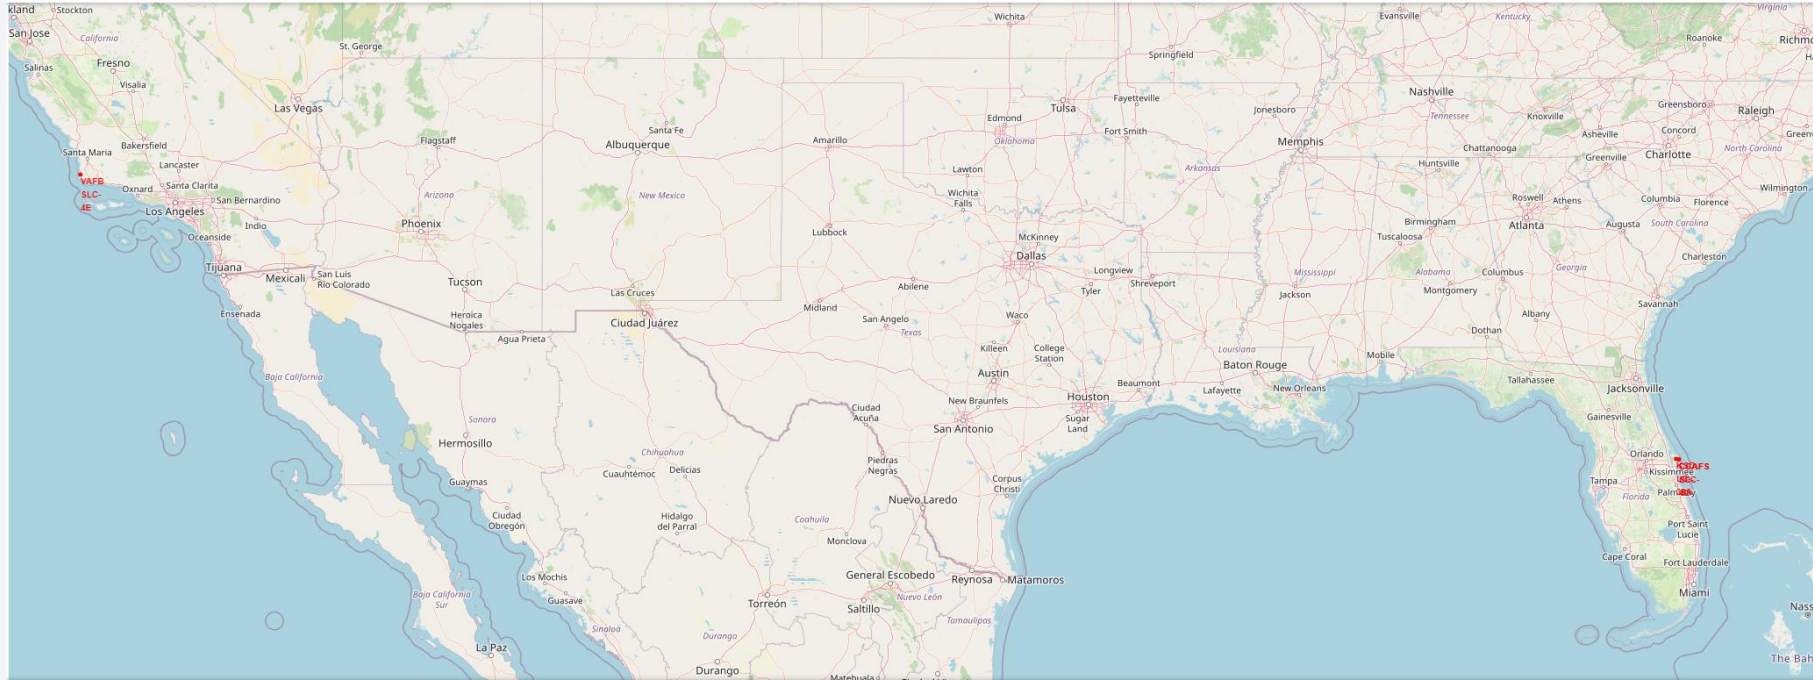 kland
Stockton
San Jose
California
Salinas
Fresno
Visalia
St. George
Las Vegas
Wichita
Springfield
Evansville
Kentucky
Virginia
Roanoke
Richmo
Santa Maria
Bakersfield
Lancaster
Flagstaff
Santa Fe
Albuquerque
Amarillo
Edmond
Oklahoma
Tulsa
Fayetteville
Fort Smith
Jonesboro
Memphis
Nashville
Tennessee
Knoxville
Greensboro
Raleigh
Asheville
Concord
Green
Chattanooga
Huntsville
Greenville
Charlotte
North Carolina
VAFB
SLC-
4E
Oxnard
Santa Clarita
San Bernardino
Los Angeles
Indio
Oceanside
Arizona
Phoenix
New Mexico
Lubbock
Lawton
Wichita
Falls
Arkansas
McKinney
Dallas
Birmingham
Tuscaloosa
Roswell
Athens
Atlanta
Columbia
Florence
Wilmington
Augusta
South Carolina
Charleston
Tijuana
Mexicali
San Luis
Río Colorado
Tucson
Las Cruces
Ciudad Juárez
Midland
Abilene
Longview
Tyler
Shreveport
Mississippi
Jackson
Alabama
Montgomery
Columbus
Georgia
Savannah
Albany
Dothan
Ensenada
Heroica
Nogales
Agua Prieta
San Angelo
Texas
Waco
Killeen
College
Station
Austin
Louisiana
Baton Rouge
Mobile
Tallahassee
Jacksonville
Baja California
Sonora
Hermosillo
Chihuahua
Ciudad
Acuña
New Braunfels
San Antonio
Houston
Sugar
Land
Beaumont
Lafayette
New Orleans
Gainesville
Orlando
Kissimmee
Tampa
Florida
Guaymas
Cuauhtémoc
Delicias
Piedras
Negras
Nuevo Laredo
Corpus
Christi
Ciudad
Obregón
Hidalgo
del Parral
Coahuila
Monclova
Port Saint
Lucie
Cape Coral
Fort Lauderdale
Miami
Los Mochis
Guasave
Baja California
Sur
Sinaloa
Torreón
General Escobedo
Saltillo
Nuevo León
Reynosa
Matamoros
Tamaulipas
Durango
Durango
La Paz
Matehuala
Nass
The Bah